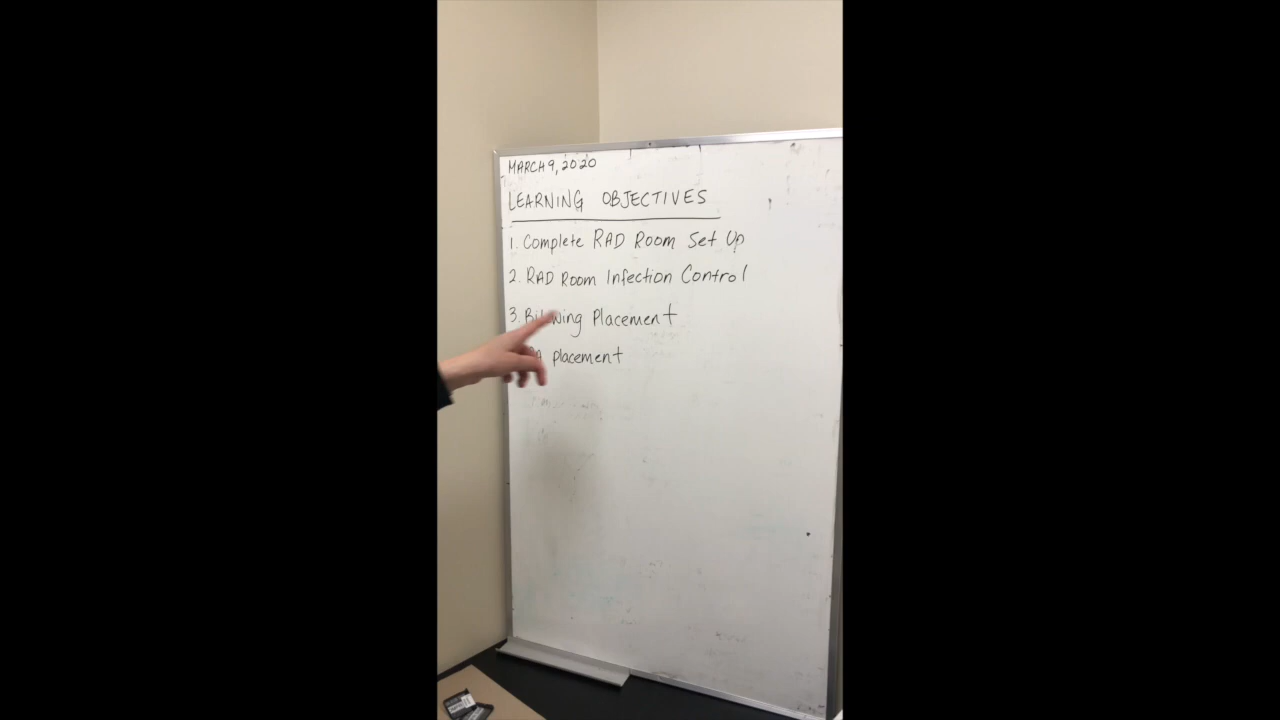 MARCH 9, 2020
LEARNING OBJECTIVES
1. Complete RAD Room Set Up
2. RAD Room Infection Control
3. Placement
placement